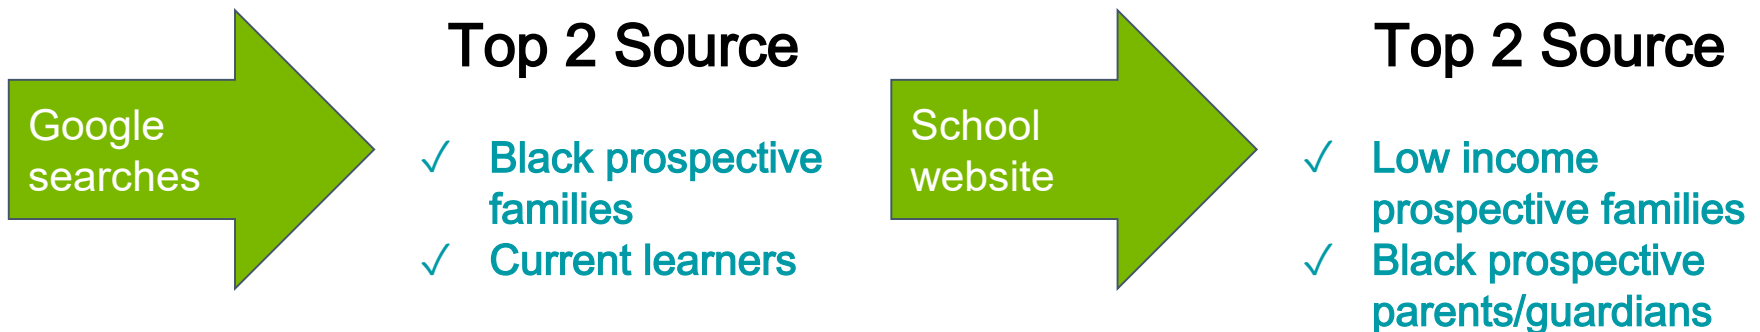 Google
searches
Top 2 Source
✓ Black prospective
families
✓ Current learners
School
website
Top 2 Source
✓ Low income
prospective families
✓ Black prospective
parents/guardians